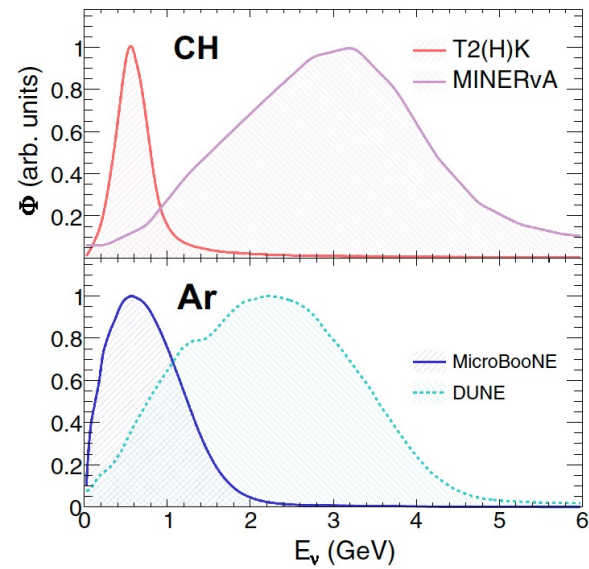 CH
T2(H)K
MINERvA
Φ (arb. units)
1
0.8
0.6
0.4
0.2
Ar
MicroBooNE
DUNE
1
0.8
0.6
0.4
0.2
0
0 1 2 3 4 5 6
Eν (GeV)